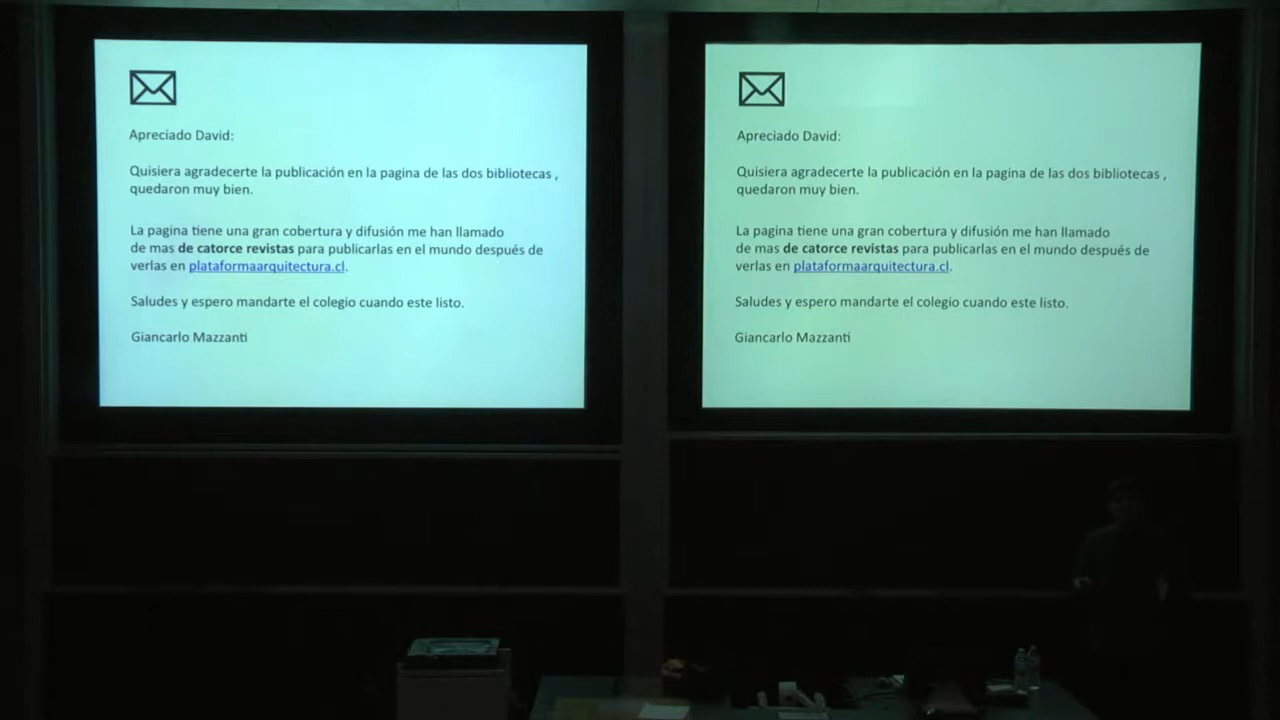 Apreciado David:
Quisiera agradecerte la publicación en la pagina de las dos bibliotecas ,
quedaron muy bien.
La pagina tiene una gran cobertura y difusión me han llamado
de mas de catorce revistas para publicarlas en el mundo después de
verlas en plataformaarquitectura.cl.
Saludes y espero mandarte el colegio cuando este listo.
Giancarlo Mazzanti
Apreciado David:
Quisiera agradecerte la publicación en la pagina de las dos bibliotecas ,
quedaron muy bien.
La pagina tiene una gran cobertura y difusión me han llamado
de mas de catorce revistas para publicarlas en el mundo después de
verlas en plataformaarquitectura.cl.
Saludes y espero mandarte el colegio cuando este listo.
Giancarlo Mazzanti